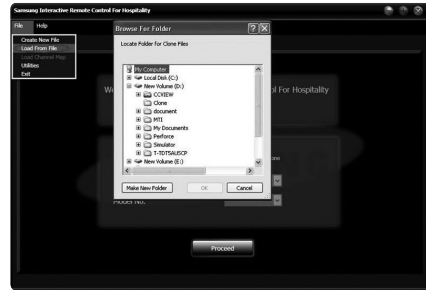 Samsung Interactive Remote Control For Hospitality
File Help
Create New File
Load From File
Load Channel Map
Utilities
Exit
Browse For Folder
Locate Folder for Clone Files
My Computer
Local Disk (C:)
New Volume (D:)
CCVIEW
Clone
document
MTI
My Documents
Perforce
Simulator
T-TDT5AUSCP
New Volume (E:)
Make New Folder OK Cancel
We
ol For Hospitality
Model No.
Proceed